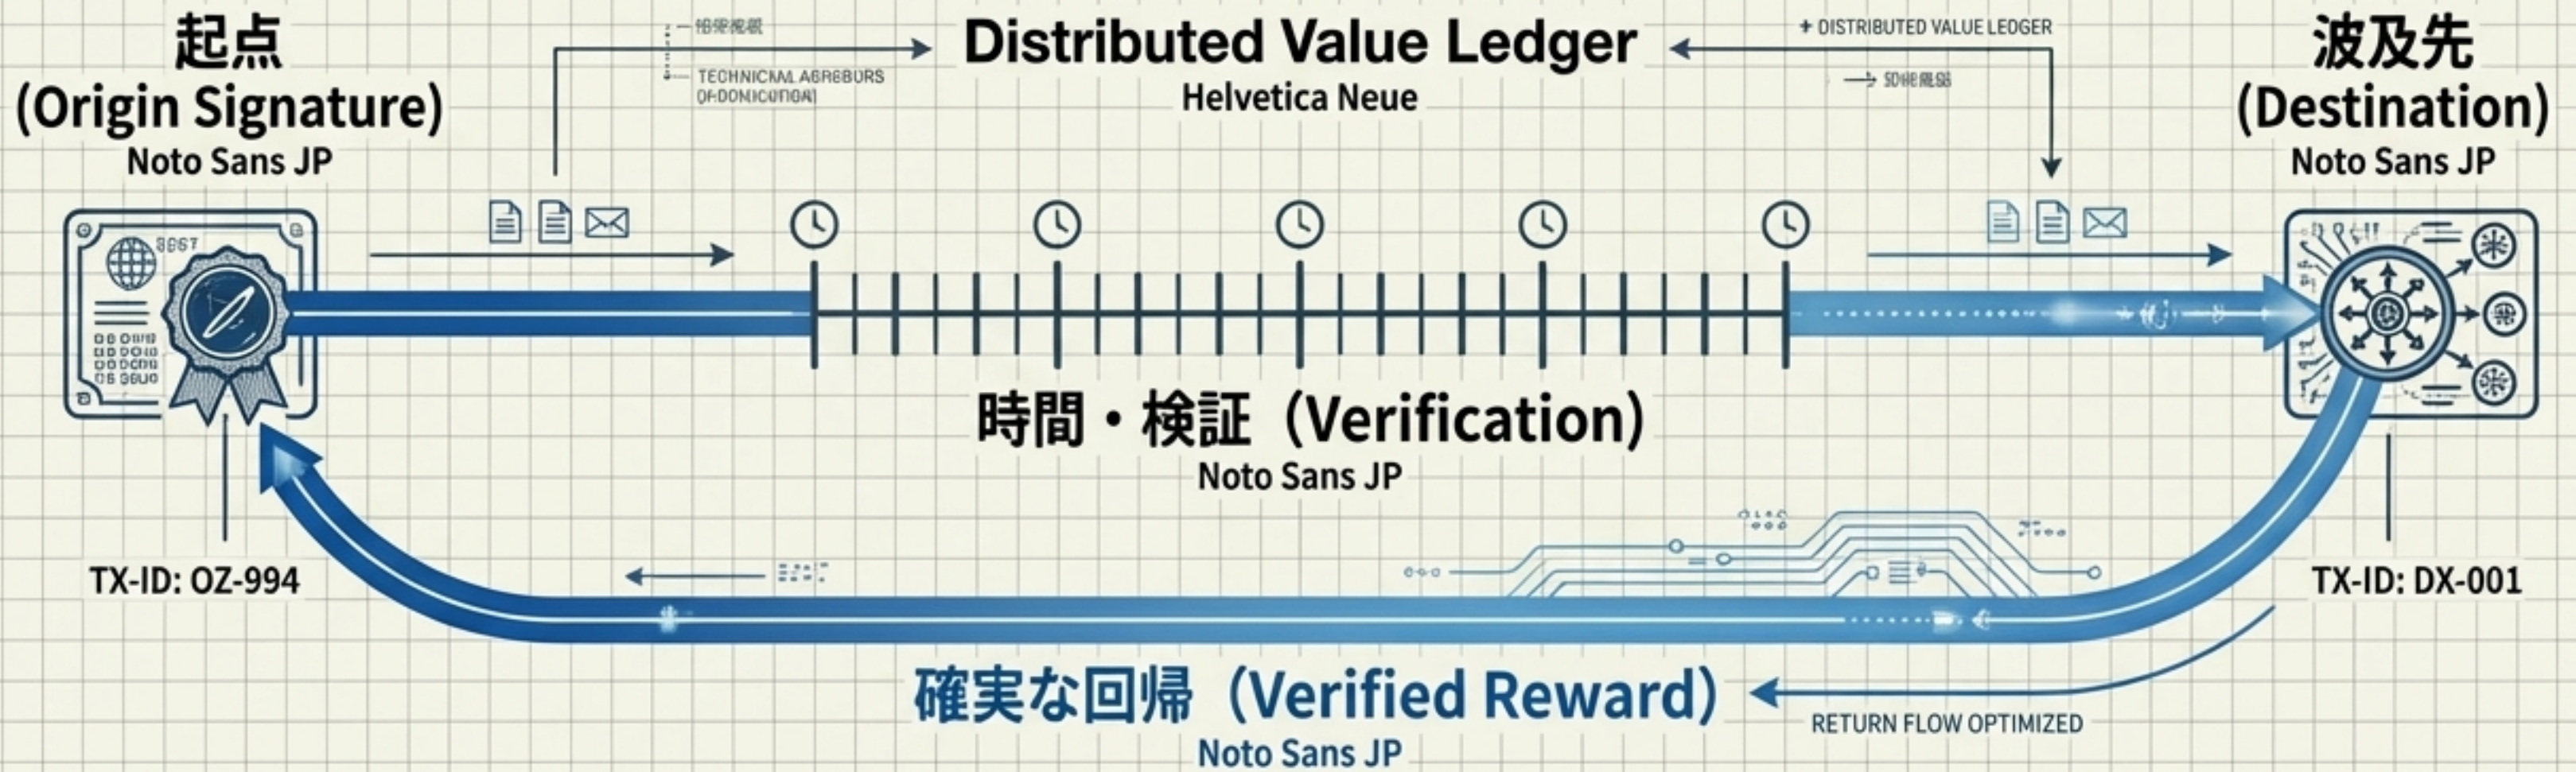 起点
(Origin Signature)
Noto Sans JP
Distributed Value Ledger
Helvetica Neue
+ DISTRIBUTED VALUE LEDGER
波及先
(Destination)
Noto Sans JP
時間・検証（Verification）
Noto Sans JP
TX-ID: OZ-994
TX-ID: DX-001
確実な回帰（Verified Reward）
Noto Sans JP
RETURN FLOW OPTIMIZED